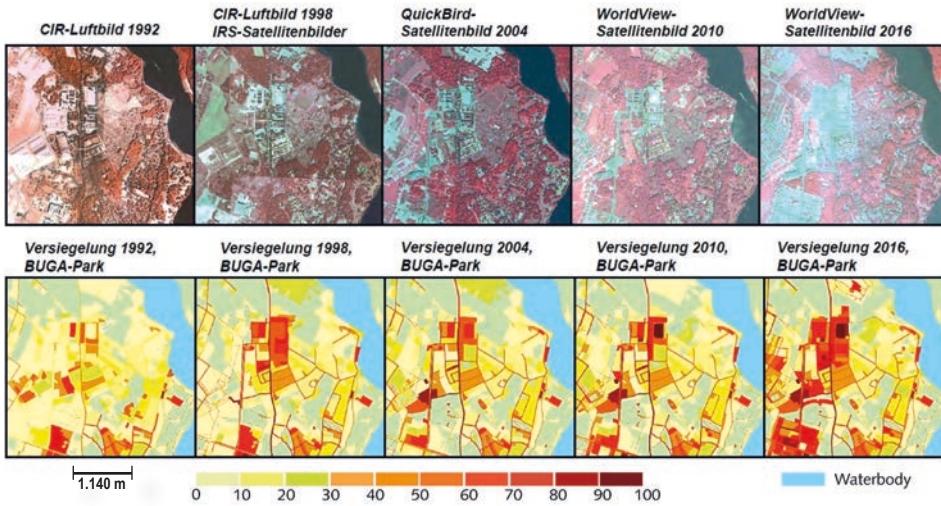 CIR-Luftbild 1992
CIR-Luftbild 1998
IRS-Satellitenbilder
QuickBird-
Satellitenbild 2004
WorldView-
Satellitenbild 2010
WorldView-
Satellitenbild 2016
Versiegelung 1992,
BUGA-Park
Versiegelung 1998,
BUGA-Park
Versiegelung 2004,
BUGA-Park
Versiegelung 2010,
BUGA-Park
Versiegelung 2016,
BUGA-Park
1.140 m
0 10 20 30 40 50 60 70 80 90 100
Waterbody